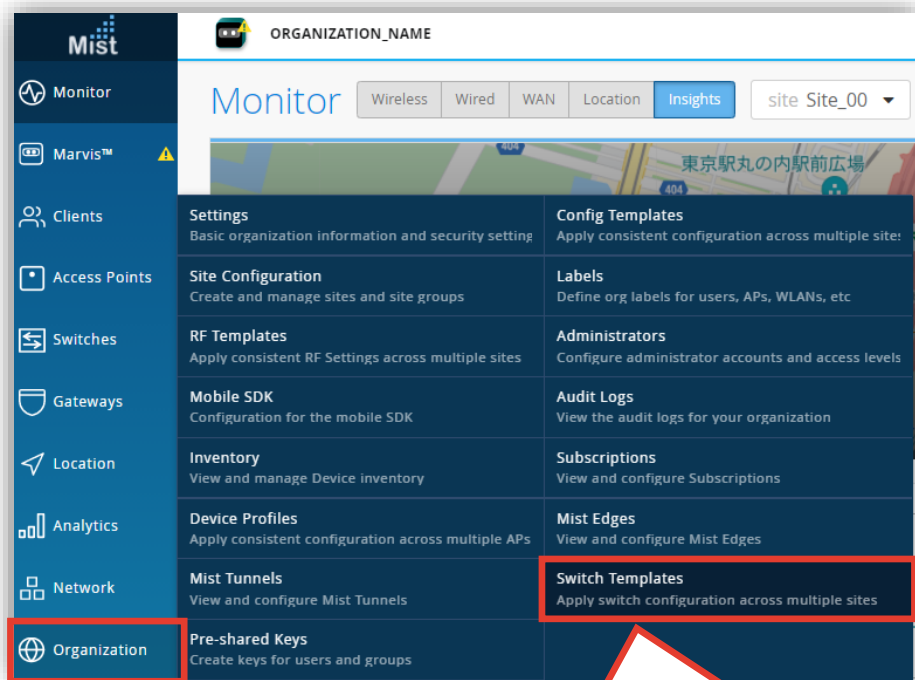 Mist
ORGANIZATION_NAME
Monitor
Monitor
Wireless
Wired
WAN
Location
Insights
site Site_00
Marvis™
404
東京駅丸の内駅前広場
404
Clients
Access Points
Switches
Gateways
Location
Analytics
Network
Organization
Settings
Basic organization information and security setting
Site Configuration
Create and manage sites and site groups
RF Templates
Apply consistent RF Settings across multiple sites
Mobile SDK
Configuration for the mobile SDK
Inventory
View and manage Device inventory
Device Profiles
Apply consistent configuration across multiple APs
Mist Tunnels
View and configure Mist Tunnels
Pre-shared Keys
Create keys for users and groups
Config Templates
Apply consistent configuration across multiple sites
Labels
Define org labels for users, APs, WLANs, etc
Administrators
Configure administrator accounts and access levels
Audit Logs
View the audit logs for your organization
Subscriptions
View and configure Subscriptions
Mist Edges
View and configure Mist Edges
Switch Templates
Apply switch configuration across multiple sites